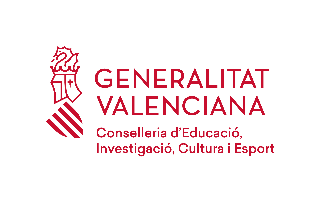 GENERALITAT
VALENCIANA
Conselleria d'Educació,
Investigació, Cultura i Esport